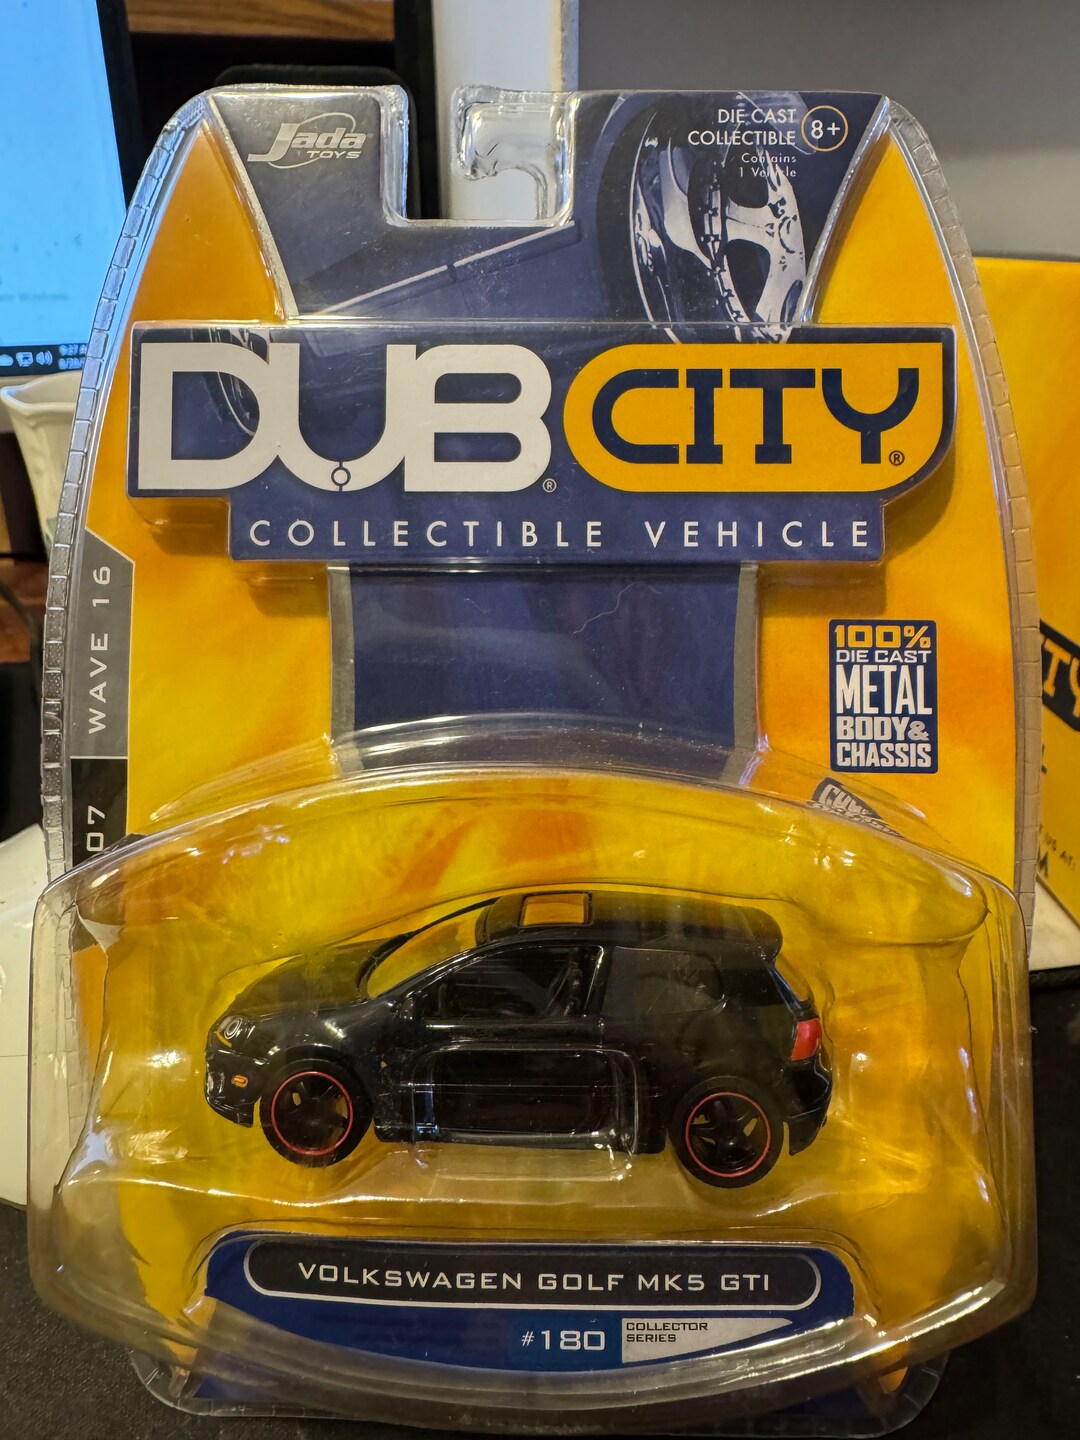 Jada
TOYS
DIE CAST
COLLECTIBLE
8+
Contains
1 Vehicle
DUB®
CITY®
COLLECTIBLE VEHICLE
WAVE 16
07
100%
DIE CAST
METAL
BODY&
CHASSIS
VOLKSWAGEN GOLF MK5 GTI
#180
COLLECTOR
SERIES